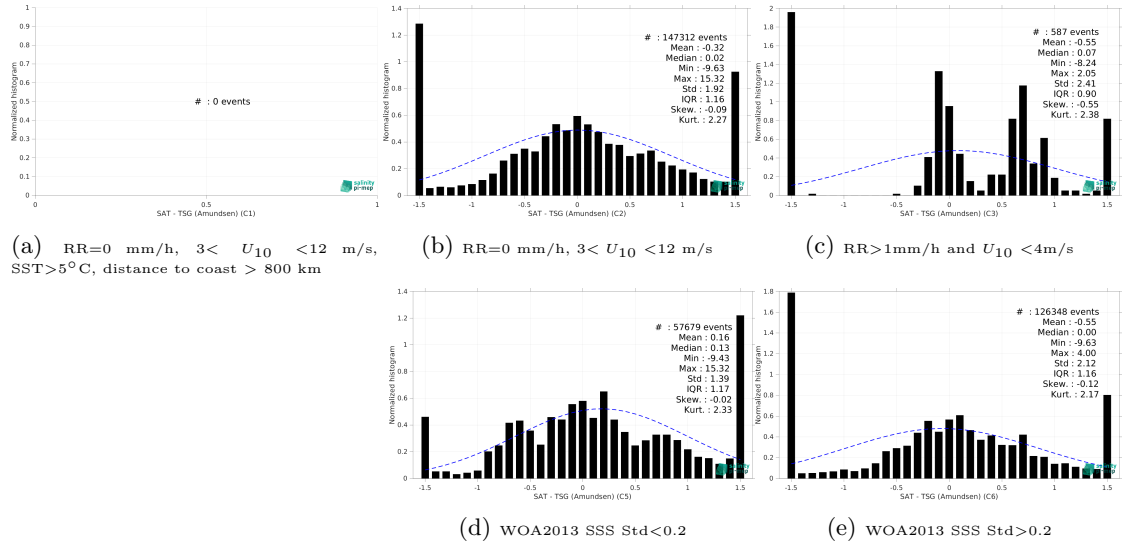 Normalized histogram
1
0.9
0.8
0.7
0.6
0.5
0.4
0.3
0.2
0.1
0
# : 0 events
salinity
pi-mep
0 0.5 1
SAT - TSG (Amundsen) (C1)
(a) RR=0 mm/h, 3< U10 <12 m/s,
SST>5°C, distance to coast > 800 km
Normalized histogram
1.4
1.2
1
0.8
0.6
0.4
0.2
0
# : 147312 events
Mean : -0.32
Median : 0.02
Min : -9.63
Max : 15.32
Std : 1.92
IQR : 1.16
Skew. : -0.09
Kurt. : 2.27
salinity
pi-mep
-1.5 -1 -0.5 0 0.5 1 1.5
SAT - TSG (Amundsen) (C2)
(b) RR=0 mm/h, 3< U10 <12 m/s
Normalized histogram
2
1.8
1.6
1.4
1.2
1
0.8
0.6
0.4
0.2
0
# : 587 events
Mean : -0.55
Median : 0.07
Min : -8.24
Max : 2.05
Std : 2.41
IQR : 0.90
Skew. : -0.55
Kurt. : 2.38
salinity
pi-mep
-1.5 -1 -0.5 0 0.5 1 1.5
SAT - TSG (Amundsen) (C3)
(c) RR>1mm/h and U10 <4m/s
Normalized histogram
1.4
1.2
1
0.8
0.6
0.4
0.2
0
# : 57679 events
Mean : 0.16
Median : 0.13
Min : -9.43
Max : 15.32
Std : 1.39
IQR : 1.17
Skew. : -0.02
Kurt. : 2.33
salinity
pi-mep
-1.5 -1 -0.5 0 0.5 1 1.5
SAT - TSG (Amundsen) (C5)
(d) WOA2013 SSS Std<0.2
Normalized histogram
1.8
1.6
1.4
1.2
1
0.8
0.6
0.4
0.2
0
# : 126348 events
Mean : -0.55
Median : 0.00
Min : -9.63
Max : 4.00
Std : 2.12
IQR : 1.16
Skew. : -0.12
Kurt. : 2.17
salinity
pi-mep
-1.5 -1 -0.5 0 0.5 1 1.5
SAT - TSG (Amundsen) (C6)
(e) WOA2013 SSS Std>0.2